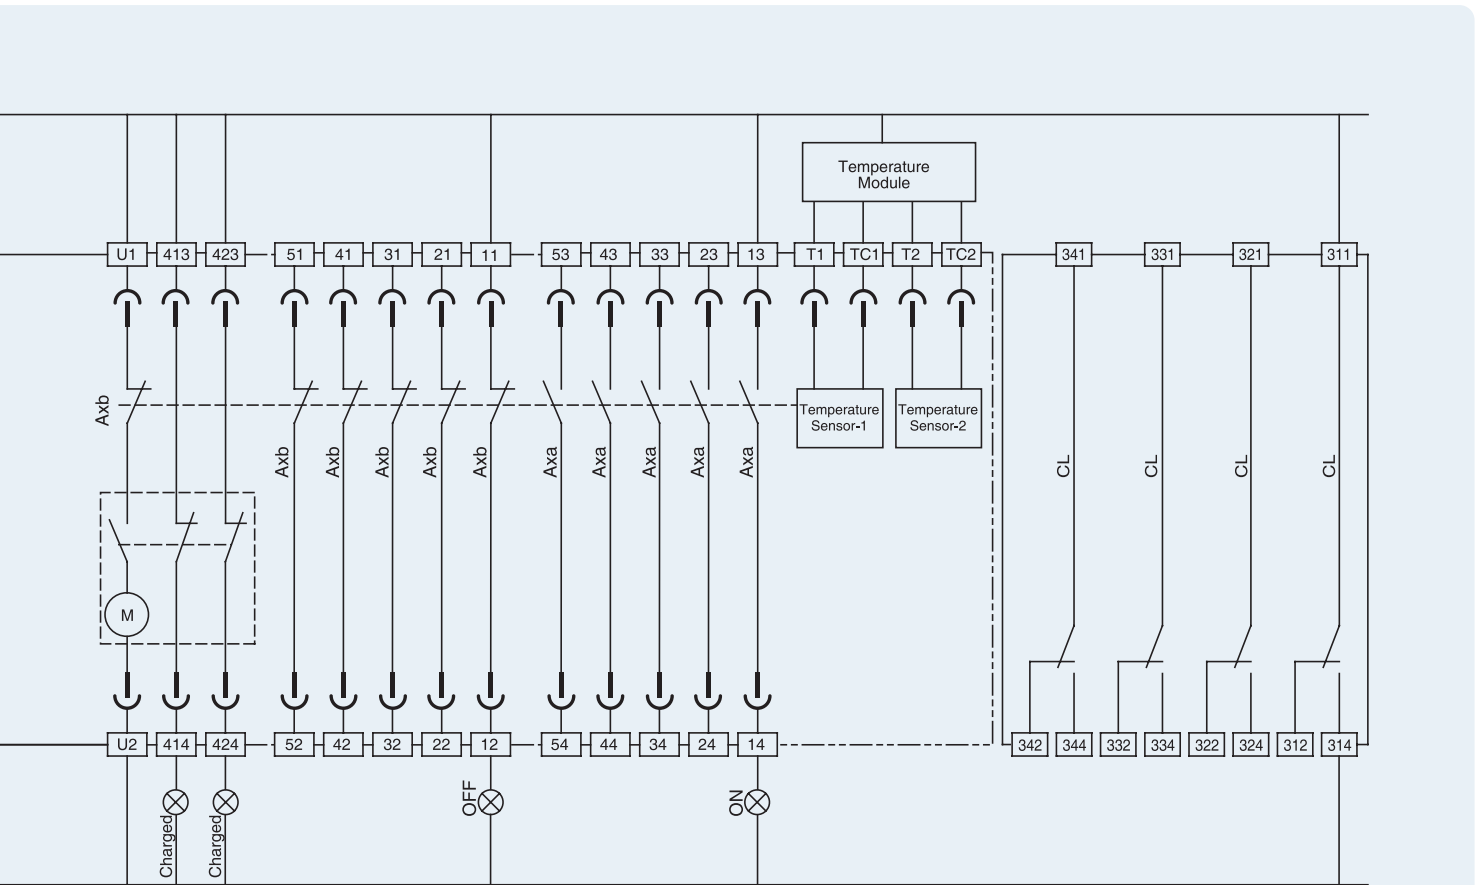 Temperature
Module
U1 413 423 51 41 31 21 11 53 43 33 23 13 T1 TC1 T2 TC2 341 331 321 311
Axb
Temperature
Sensor-1
Temperature
Sensor-2
Axb Axb Axb Axb Axb Axa Axa Axa Axa Axa CL CL CL CL
M
U2 414 424 52 42 32 22 12 54 44 34 24 14 342 344 332 334 322 324 312 314
OFF ON
Charged Charged